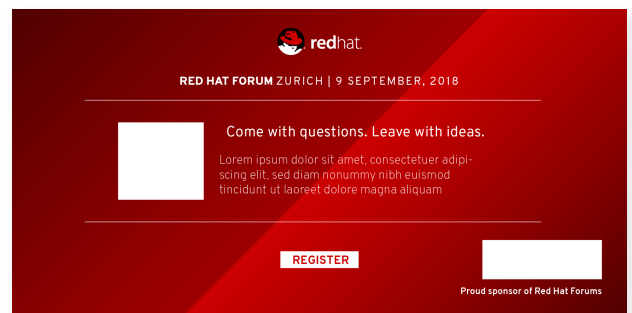 redhat.
RED HAT FORUM ZURICH | 9 SEPTEMBER, 2018
Come with questions. Leave with ideas.
Lorem ipsum dolor sit amet, consectetuer adipi-
scing elit, sed diam nonummy nibh euismod
tincidunt ut laoreet dolore magna aliquam
REGISTER
Proud sponsor of Red Hat Forums